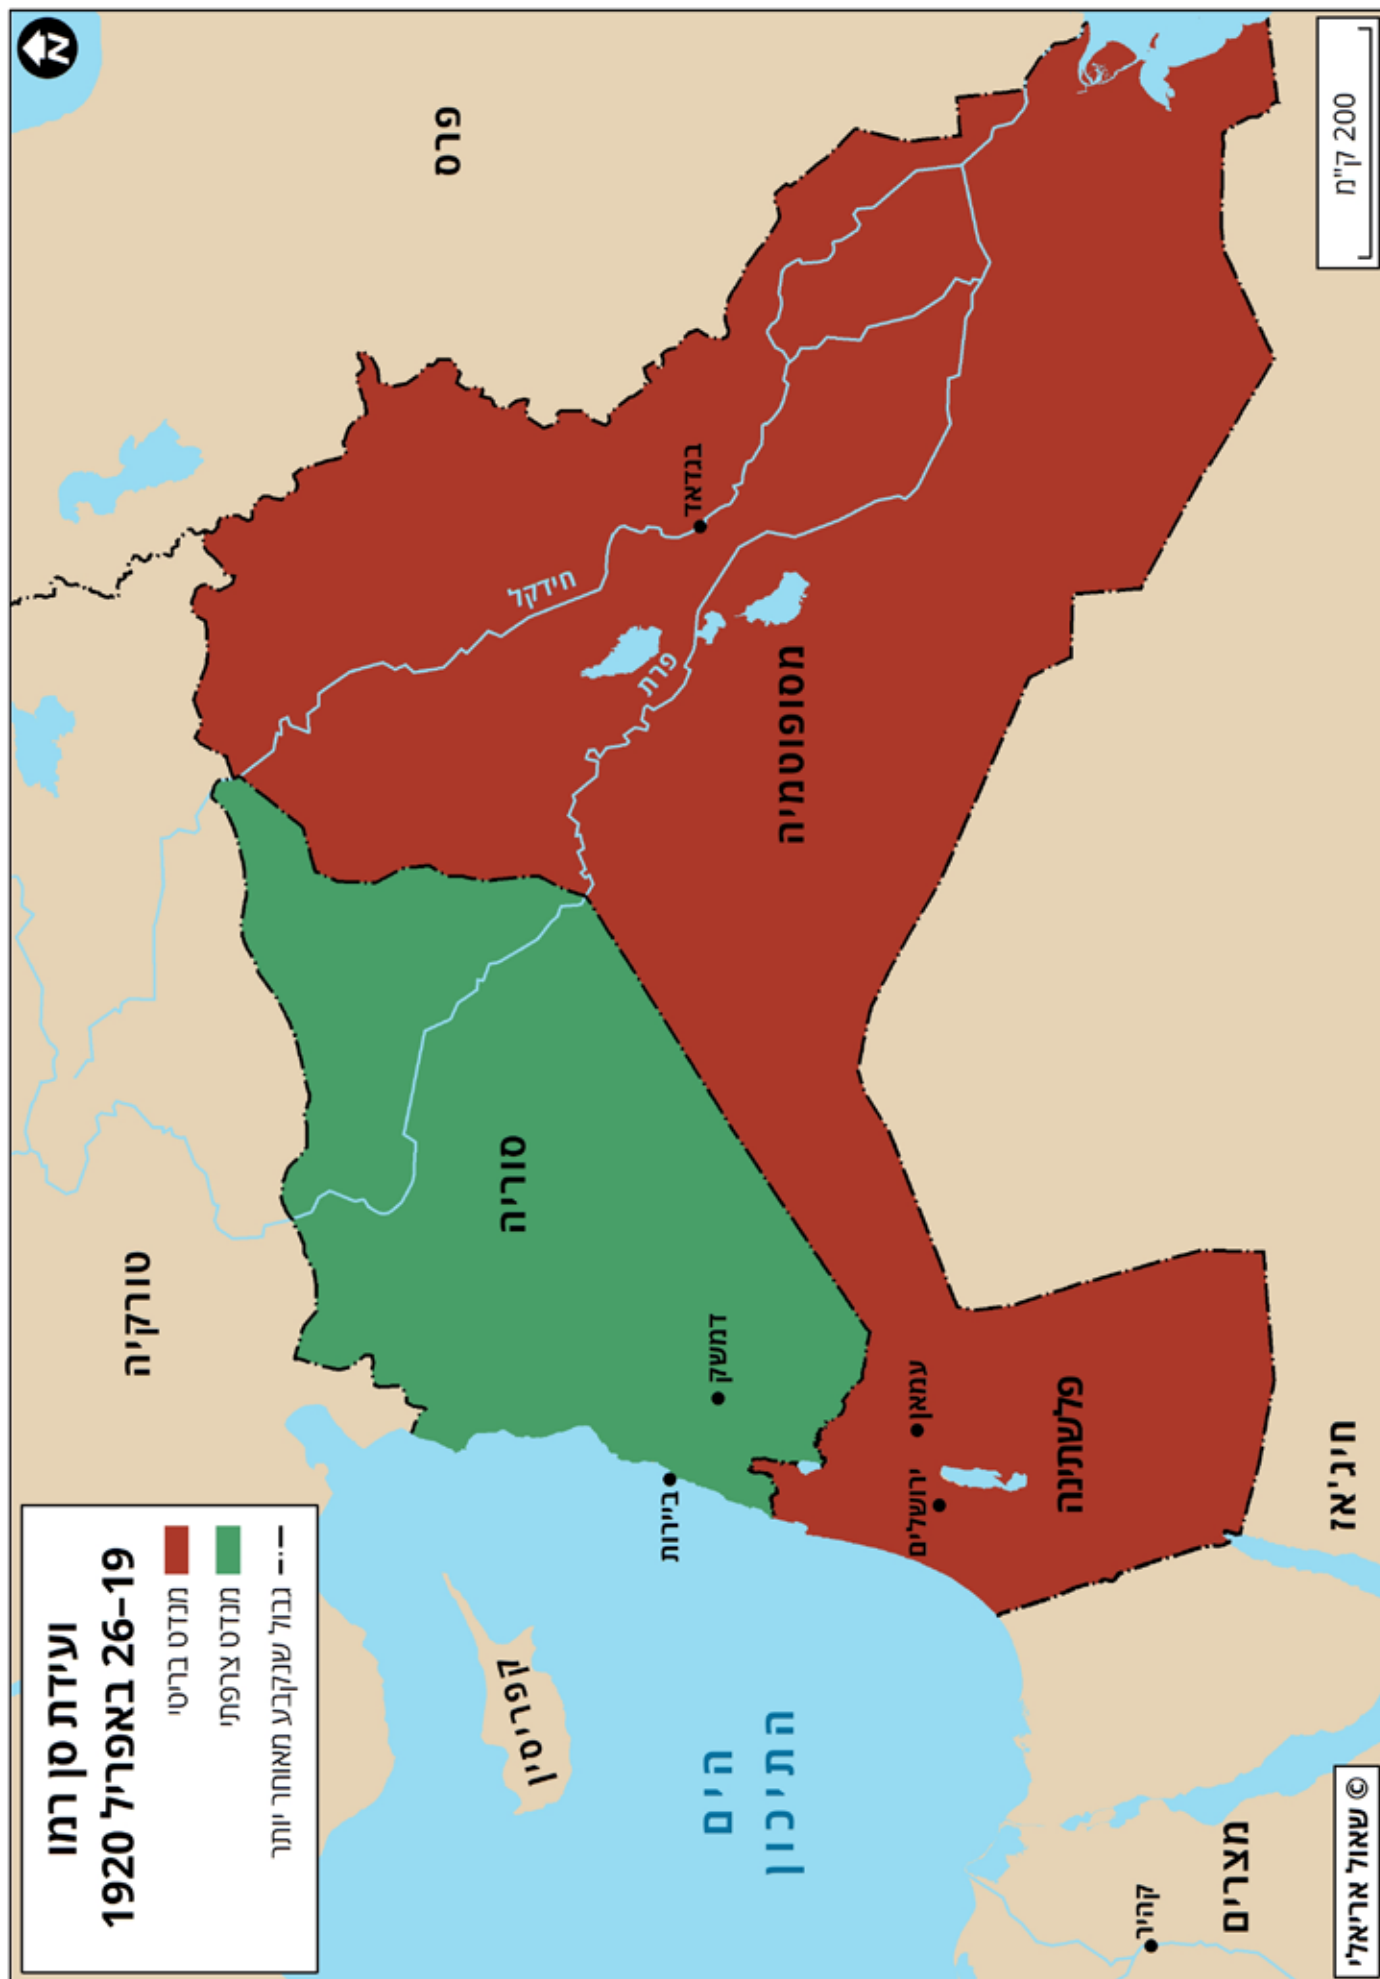 ועידת סן רמו
19–26 באפריל 1920
מנדט בריטי
מנדט צרפתי
גבול שנקבע מאוחר יותר
N
טורקיה
פרס
קפריסין
סוריה
חידקל
פרת
בגדאד
ביירות
דמשק
הים
התיכון
מסופוטמיה
ירושלים
עמאן
פלשתינה
קהיר
מצרים
חיג'אז
200 ק"מ
© שאול אריאלי